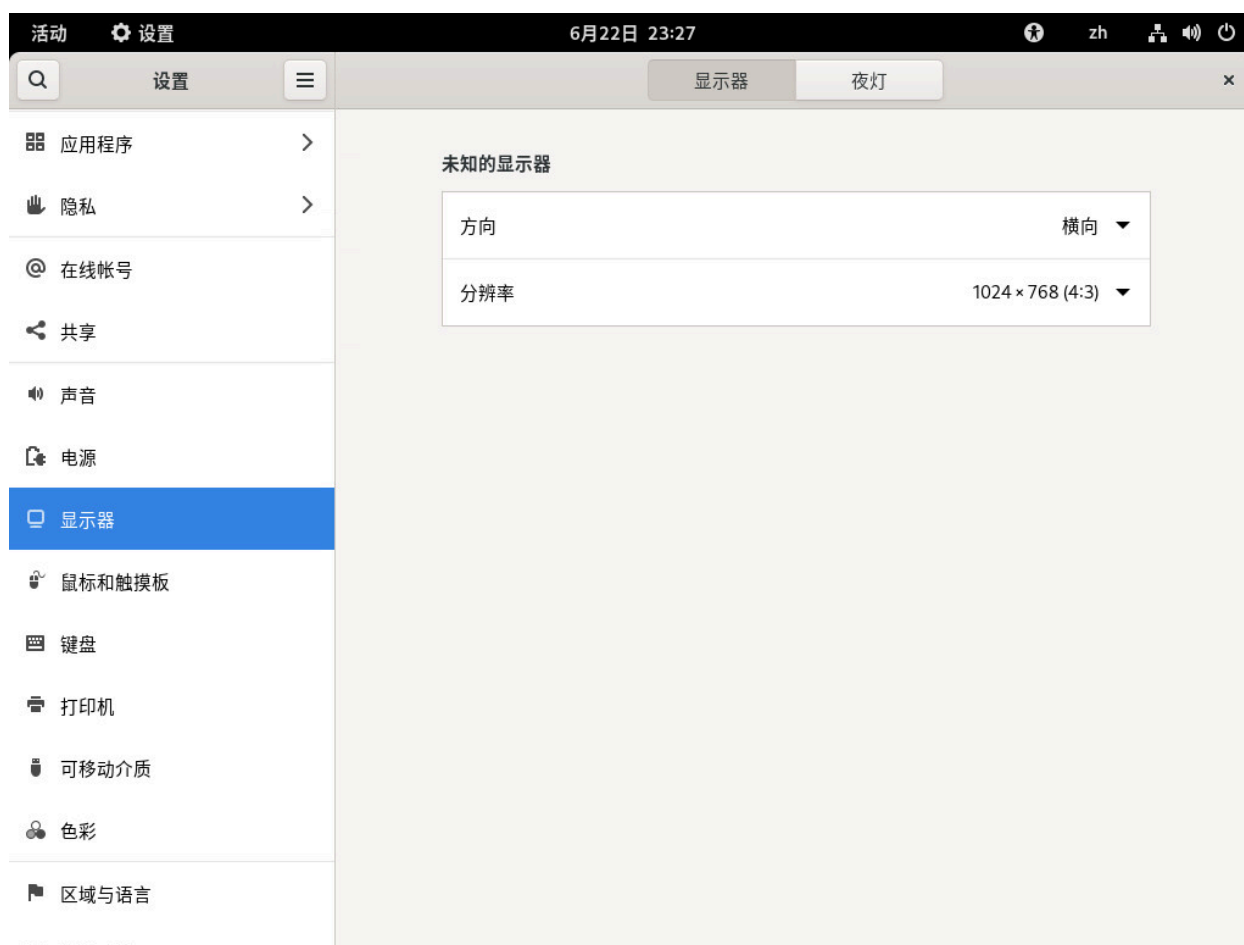 活动 设置 6月22日 23:27 zh
设置 显示器 夜灯
应用程序
隐私
在线帐号
共享
声音
电源
显示器
鼠标和触摸板
键盘
打印机
可移动介质
色彩
区域与语言
未知的显示器
方向 横向
分辨率 1024 × 768 (4:3)